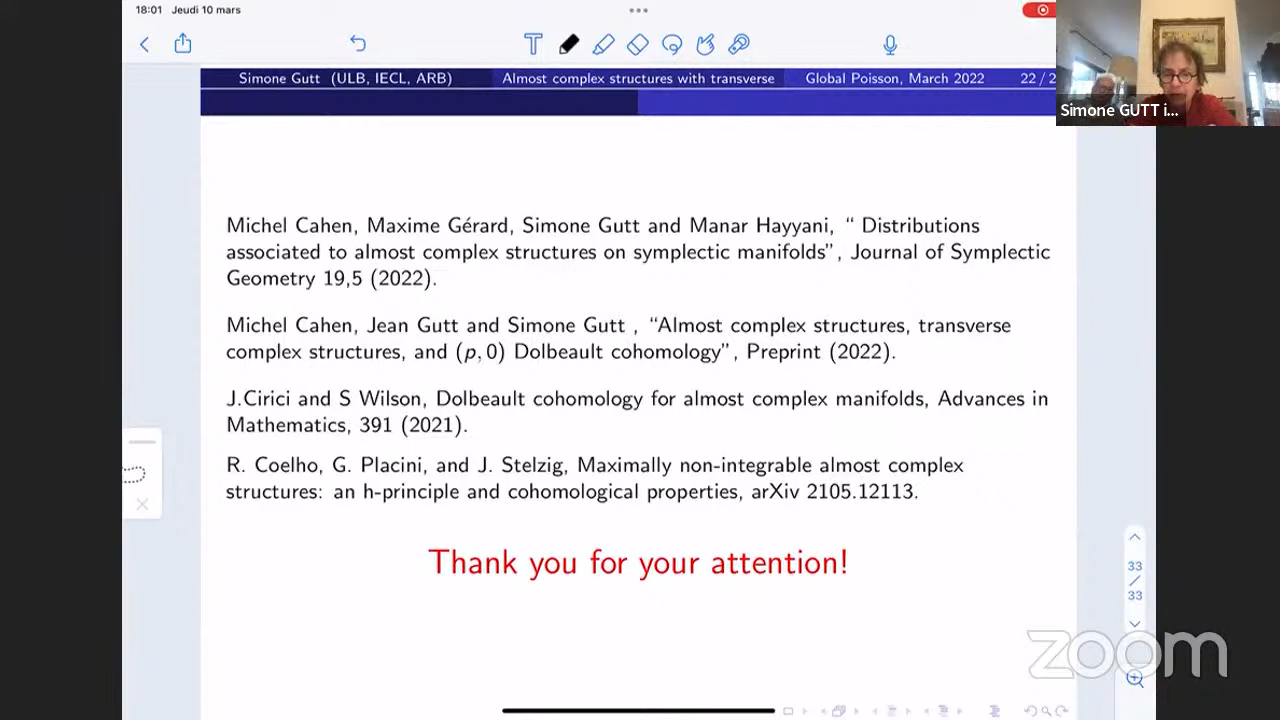 18:01 Jeudi 10 mars
Simone Gutt (ULB, IECL, ARB) Almost complex structures with transverse Global Poisson, March 2022 22 / 2
Simone GUTT i...
Michel Cahen, Maxime Gérard, Simone Gutt and Manar Hayyani, “ Distributions
associated to almost complex structures on symplectic manifolds”, Journal of Symplectic
Geometry 19,5 (2022).
Michel Cahen, Jean Gutt and Simone Gutt , “Almost complex structures, transverse
complex structures, and (p, 0) Dolbeault cohomology”, Preprint (2022).
J.Cirici and S Wilson, Dolbeault cohomology for almost complex manifolds, Advances in
Mathematics, 391 (2021).
R. Coelho, G. Placini, and J. Stelzig, Maximally non-integrable almost complex
structures: an h-principle and cohomological properties, arXiv 2105.12113.
Thank you for your attention!
33
/
33
zoom